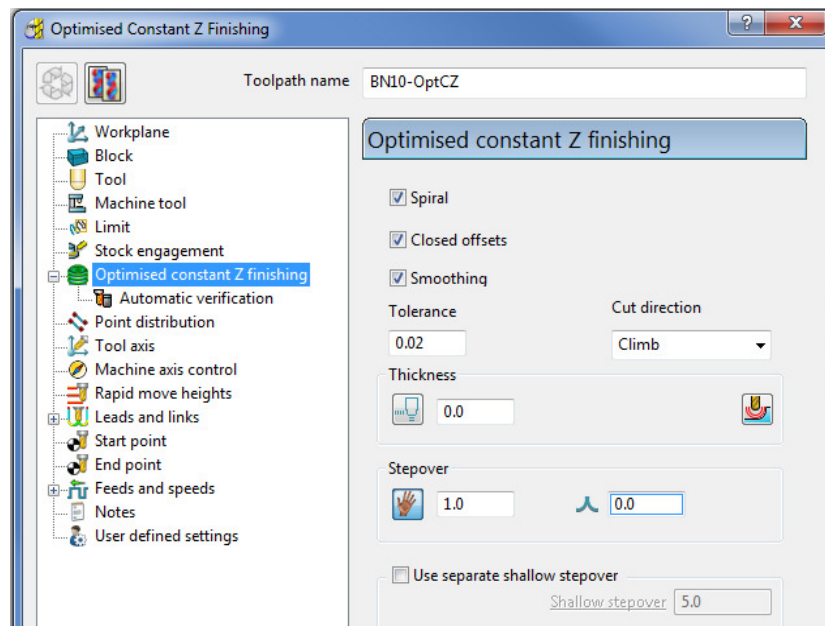 Optimised Constant Z Finishing
?
Toolpath name BN10-OptCZ
Workplane
Block
Tool
Machine tool
Limit
Stock engagement
Optimised constant Z finishing
Automatic verification
Point distribution
Tool axis
Machine axis control
Rapid move heights
Leads and links
Start point
End point
Feeds and speeds
Notes
User defined settings
Optimised constant Z finishing
Spiral
Closed offsets
Smoothing
Tolerance Cut direction
0.02 Climb
Thickness
0.0
Stepover
1.0 0.0
Use separate shallow stepover
Shallow stepover 5.0